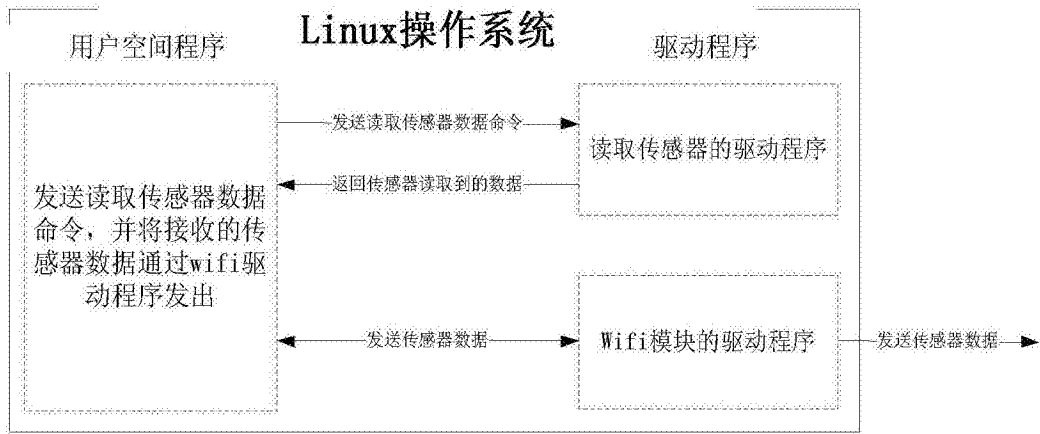 Linux操作系统
用户空间程序
驱动程序
发送读取传感器数据命令
读取传感器的驱动程序
返回传感器读取到的数据
发送读取传感器数据
命令，并将接收的传
感器数据通过wifi驱
动程序发出
发送传感器数据
Wifi模块的驱动程序
发送传感器数据